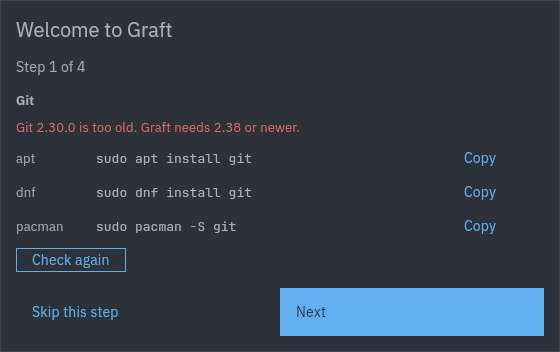 Welcome to Graft
Step 1 of 4
Git
Git 2.30.0 is too old. Graft needs 2.38 or newer.
apt sudo apt install git Copy
dnf sudo dnf install git Copy
pacman sudo pacman -S git Copy
Check again
Skip this step Next